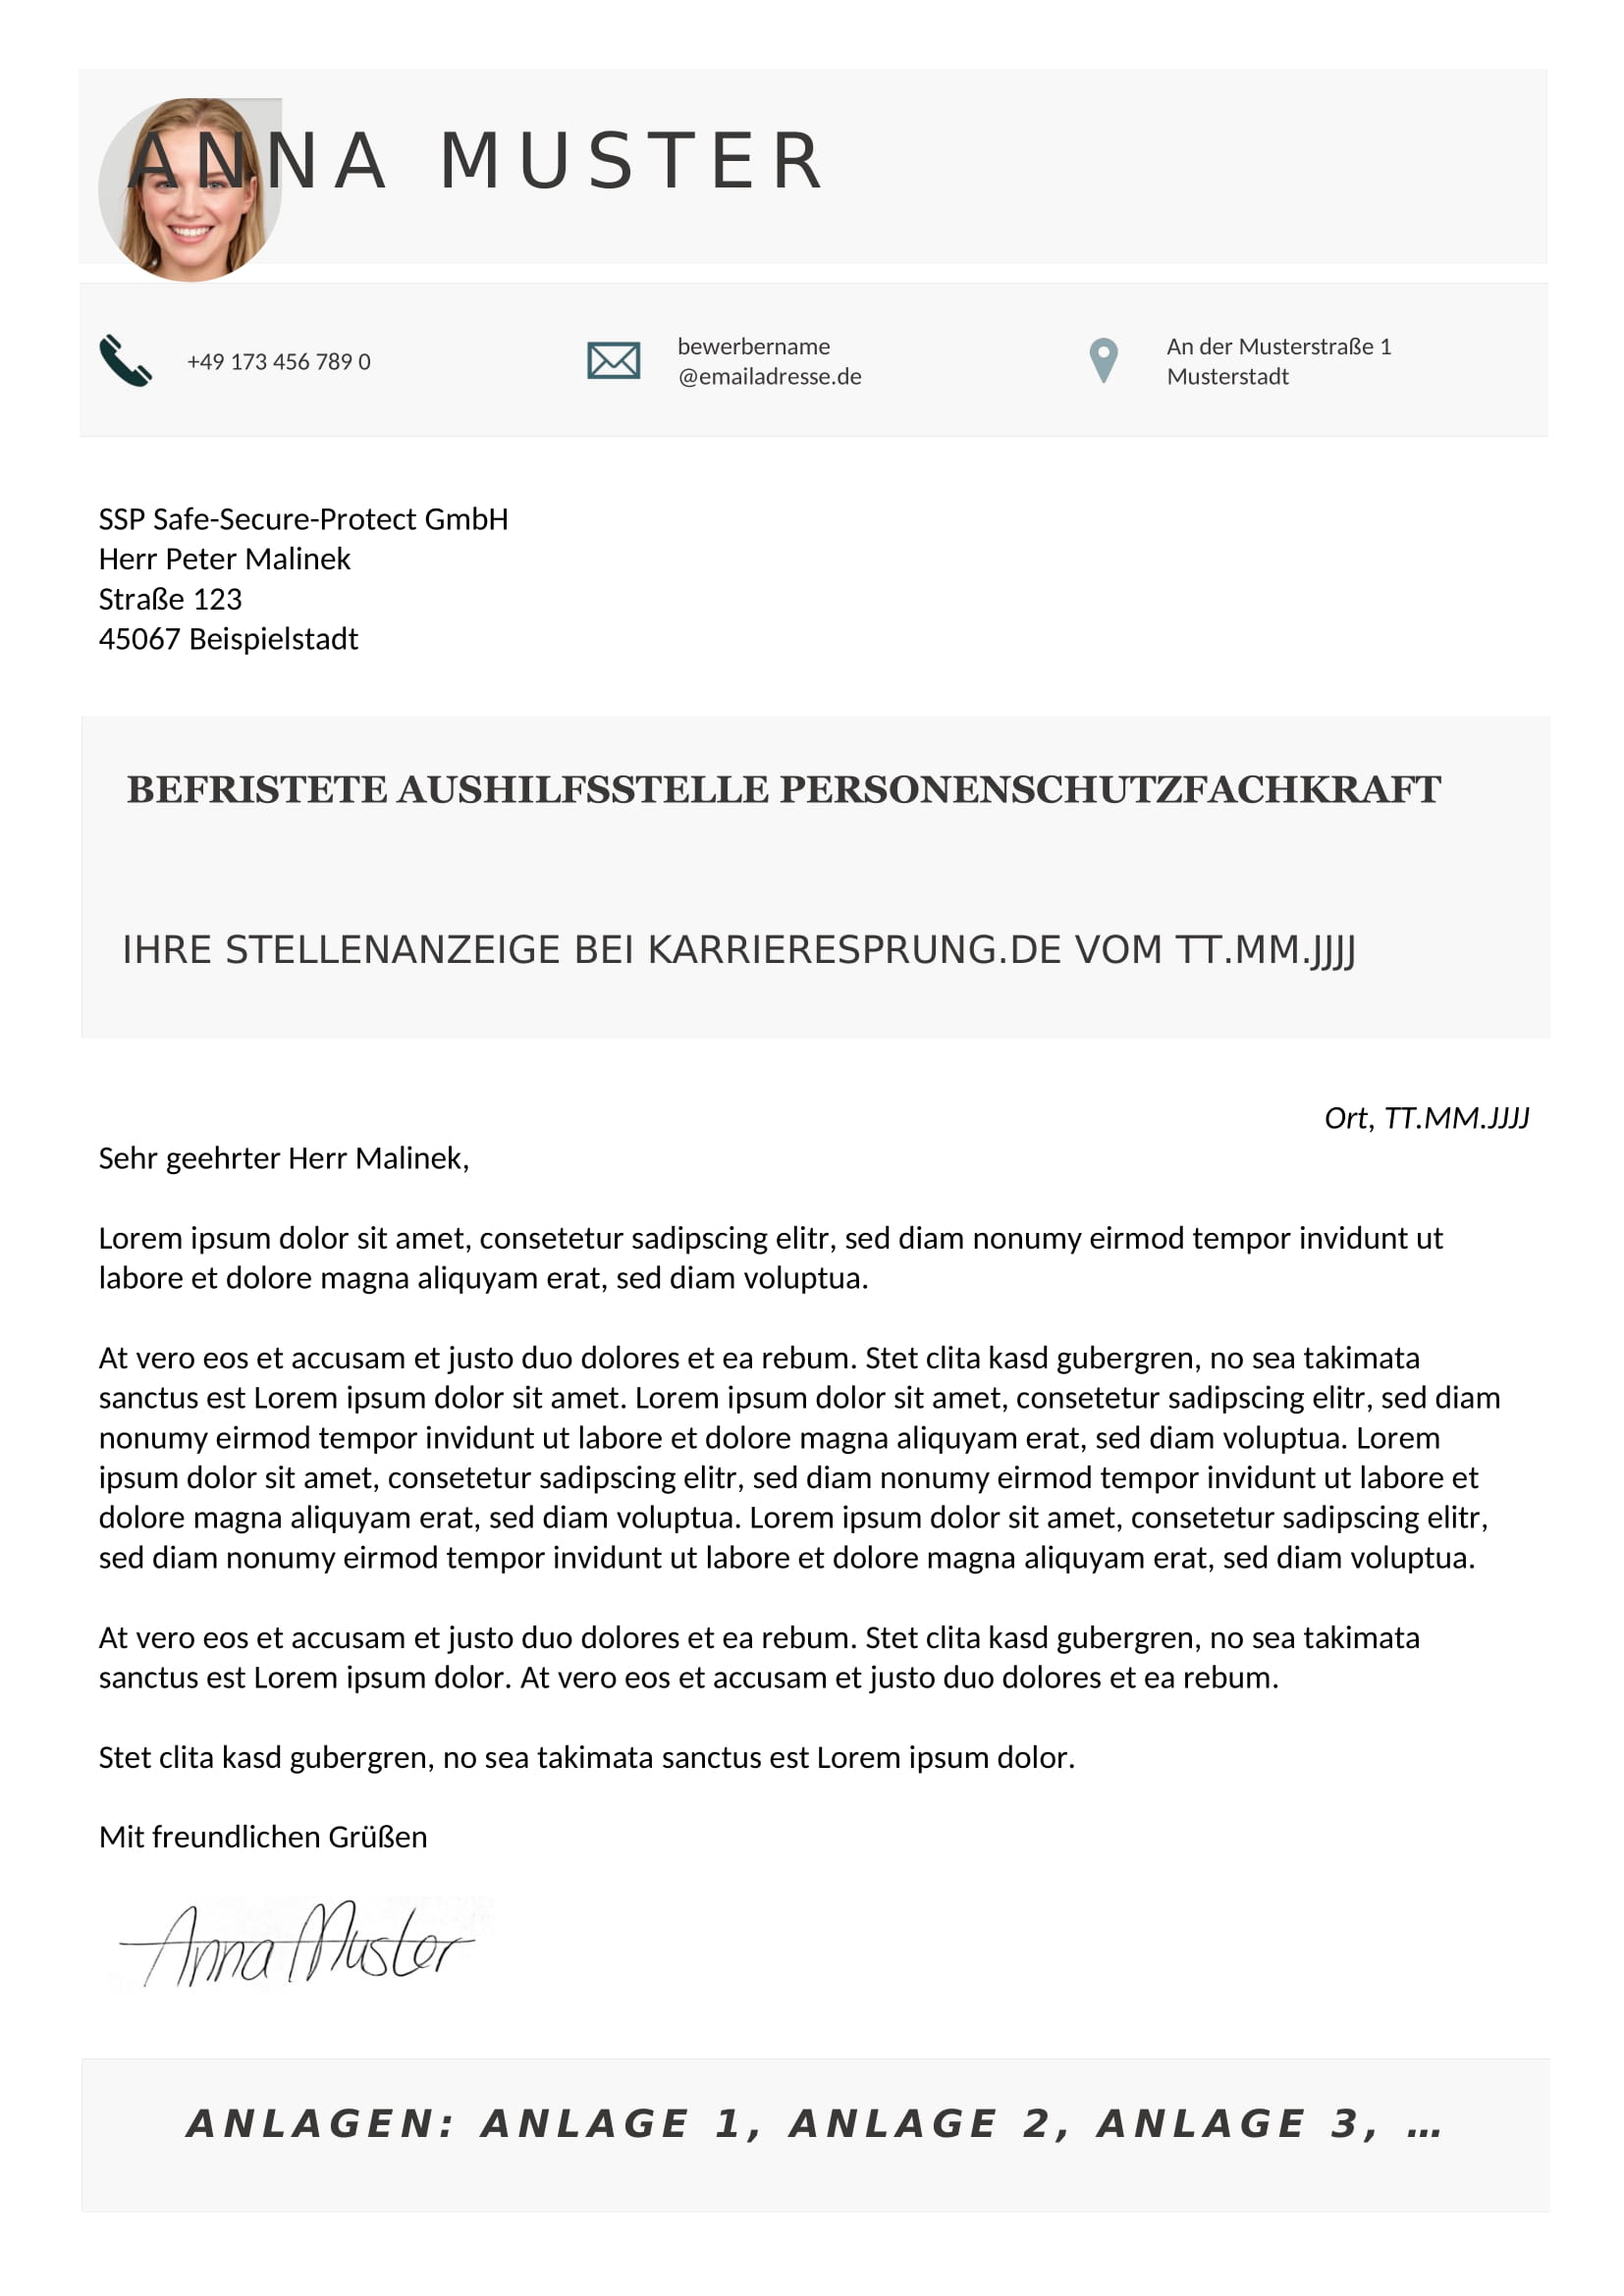 ANNA MUSTER
+49 173 456 789 0
bewerbername
@emailadresse.de
An der Musterstraße 1
Musterstadt
SSP Safe-Secure-Protect GmbH
Herr Peter Malinek
Straße 123
45067 Beispielstadt
BEFRISTETE AUSHILFSSTELLE PERSONENSCHUTZFACHKRAFT
IHRE STELLENANZEIGE BEI KARRIERESPRUNG.DE VOM TT.MM.JJJJ
Ort, TT.MM.JJJJ
Sehr geehrter Herr Malinek,
Lorem ipsum dolor sit amet, consetetur sadipscing elitr, sed diam nonumy eirmod tempor invidunt ut
labore et dolore magna aliquyam erat, sed diam voluptua.
At vero eos et accusam et justo duo dolores et ea rebum. Stet clita kasd gubergren, no sea takimata
sanctus est Lorem ipsum dolor sit amet. Lorem ipsum dolor sit amet, consetetur sadipscing elitr, sed diam
nonumy eirmod tempor invidunt ut labore et dolore magna aliquyam erat, sed diam voluptua. Lorem
ipsum dolor sit amet, consetetur sadipscing elitr, sed diam nonumy eirmod tempor invidunt ut labore et
dolore magna aliquyam erat, sed diam voluptua. Lorem ipsum dolor sit amet, consetetur sadipscing elitr,
sed diam nonumy eirmod tempor invidunt ut labore et dolore magna aliquyam erat, sed diam voluptua.
At vero eos et accusam et justo duo dolores et ea rebum. Stet clita kasd gubergren, no sea takimata
sanctus est Lorem ipsum dolor. At vero eos et accusam et justo duo dolores et ea rebum.
Stet clita kasd gubergren, no sea takimata sanctus est Lorem ipsum dolor.
Mit freundlichen Grüßen
Anna Muster
ANLAGEN: ANLAGE 1, ANLAGE 2, ANLAGE 3, …